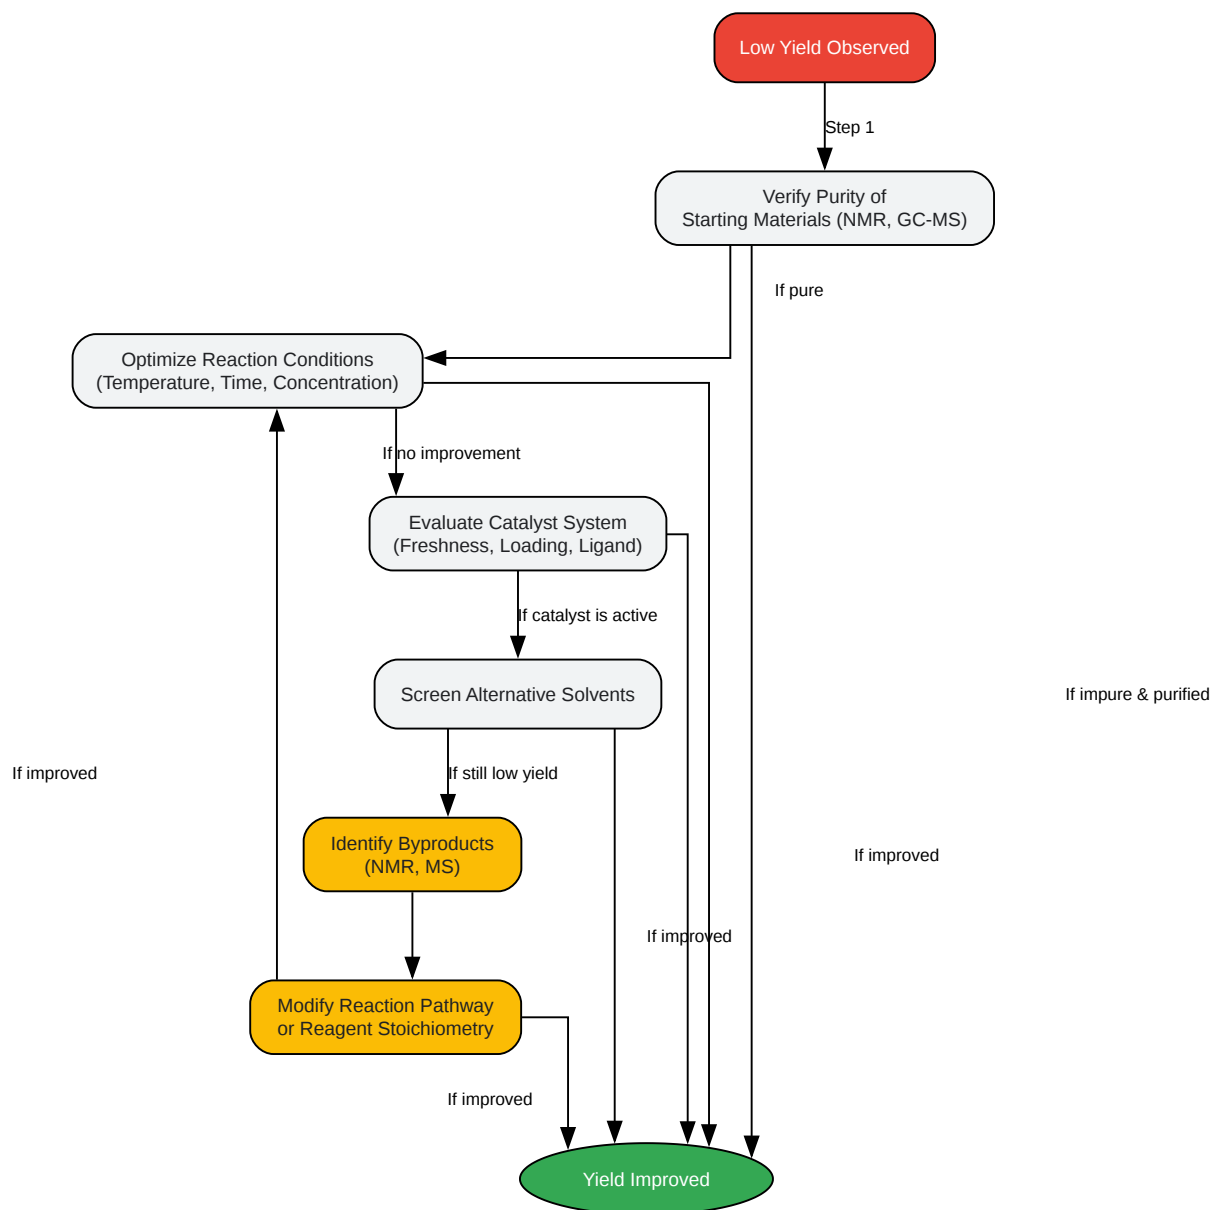 Low Yield Observed
Step 1
Verify Purity of
Starting Materials (NMR, GC-MS)
If pure
Optimize Reaction Conditions
(Temperature, Time, Concentration)
If no improvement
Evaluate Catalyst System
(Freshness, Loading, Ligand)
If catalyst is active
Screen Alternative Solvents
If impure & purified
If improved
If still low yield
Identify Byproducts
(NMR, MS)
If improved
If improved
Modify Reaction Pathway
or Reagent Stoichiometry
If improved
Yield Improved